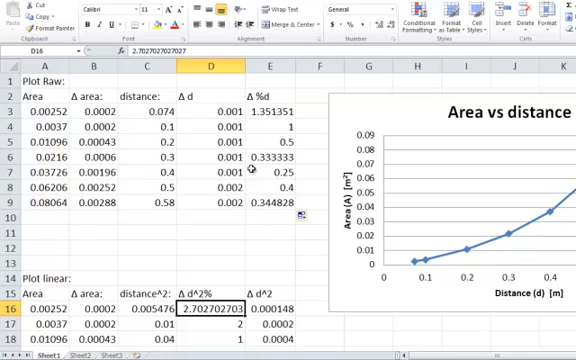 Cut
Copy
Calibri 11 A A
Wrap Text
General
B I U
Merge & Center
$ % ,
Conditional Formatting Format as Table Cell Styles
Insert Delete Format
D16 fx 2.7027027027027
A B C D E F G H I J K
1 Plot Raw:
2 Area Δ area: distance: Δ d Δ %d
3 0.00252 0.0002 0.074 0.001 1.351351
4 0.0037 0.0002 0.1 0.001 1
5 0.01096 0.00043 0.2 0.001 0.5
6 0.0216 0.0006 0.3 0.001 0.333333
7 0.03726 0.00196 0.4 0.001 0.25
8 0.06206 0.00252 0.5 0.002 0.4
9 0.08064 0.00288 0.58 0.002 0.344828
10
11
12
13
14 Plot linear:
15 Area Δ area: distance^2: Δ d^2% Δ d^2
16 0.00252 0.0002 0.005476 2.702702703 0.000148
17 0.0037 0.0002 0.01 2 0.0002
18 0.01096 0.00043 0.04 1 0.0004
Area vs distance
Area (A) [m²]
0.09
0.08
0.07
0.06
0.05
0.04
0.03
0.02
0.01
0
0 0.1 0.2 0.3 0.4
Distance (d) [m]
Sheet1 Sheet2 Sheet3